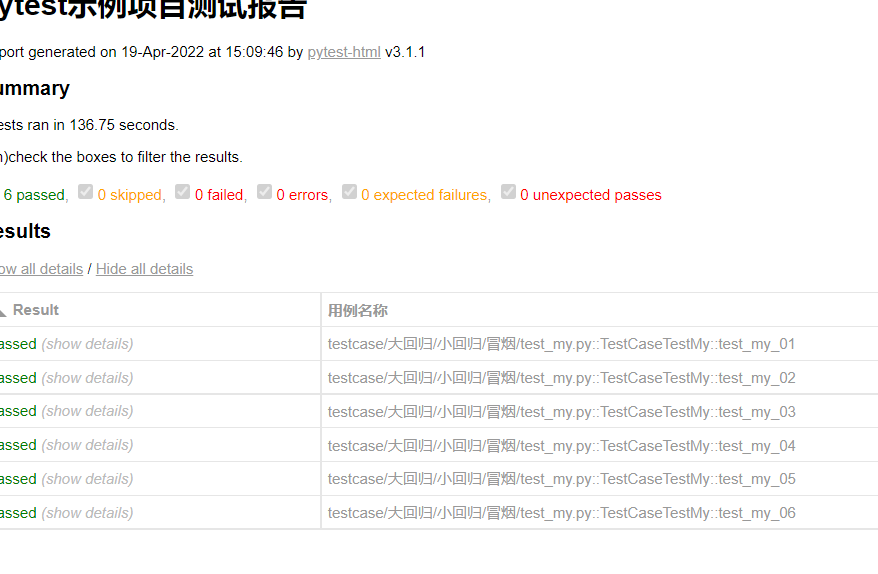 ytest示例项目测试报告
port generated on 19-Apr-2022 at 15:09:46 by pytest-html v3.1.1
ummary
ests ran in 136.75 seconds.
n)check the boxes to filter the results.
6 passed, 0 skipped, 0 failed, 0 errors, 0 expected failures, 0 unexpected passes
esults
ow all details / Hide all details
Result 用例名称
assed (show details) testcase/大回归/小回归/冒烟/test_my.py::TestCaseTestMy::test_my_01
assed (show details) testcase/大回归/小回归/冒烟/test_my.py::TestCaseTestMy::test_my_02
assed (show details) testcase/大回归/小回归/冒烟/test_my.py::TestCaseTestMy::test_my_03
assed (show details) testcase/大回归/小回归/冒烟/test_my.py::TestCaseTestMy::test_my_04
assed (show details) testcase/大回归/小回归/冒烟/test_my.py::TestCaseTestMy::test_my_05
assed (show details) testcase/大回归/小回归/冒烟/test_my.py::TestCaseTestMy::test_my_06